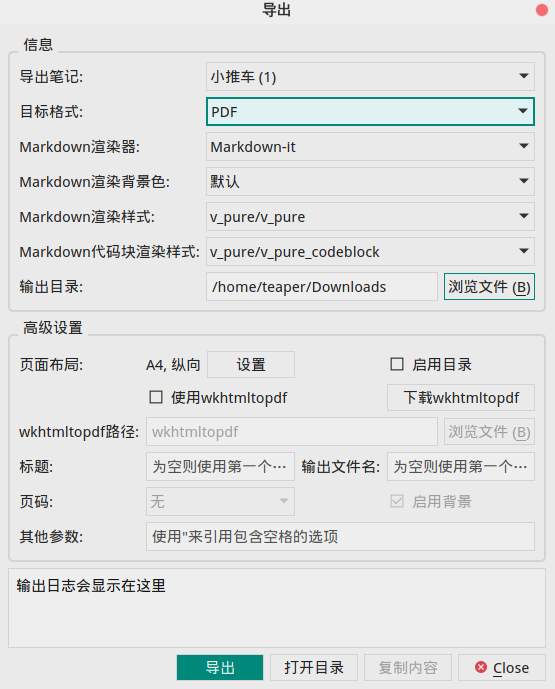 导出
信息
导出笔记: 小推车 (1)
目标格式: PDF
Markdown渲染器: Markdown-it
Markdown渲染背景色: 默认
Markdown渲染样式: v_pure/v_pure
Markdown代码块渲染样式: v_pure/v_pure_codeblock
输出目录: /home/teaper/Downloads 浏览文件 (B)
高级设置
页面布局: A4, 纵向 设置 启用目录
使用wkhtmltopdf 下载wkhtmltopdf
wkhtmltopdf路径: wkhtmltopdf 浏览文件 (B)
标题: 为空则使用第一个… 输出文件名: 为空则使用第一个…
页码: 无 启用背景
其他参数: 使用"来引用包含空格的选项
输出日志会显示在这里
导出 打开目录 复制内容 Close